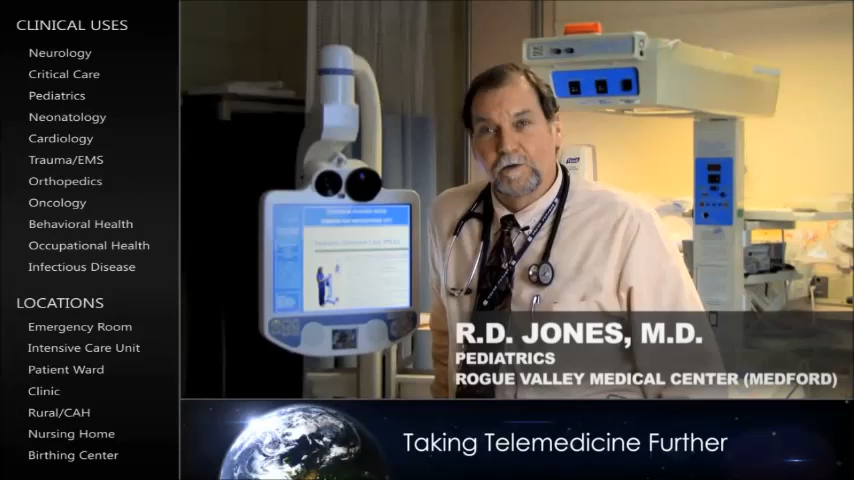 CLINICAL USES
Neurology
Critical Care
Pediatrics
Neonatology
Cardiology
Trauma/EMS
Orthopedics
Oncology
Behavioral Health
Occupational Health
Infectious Disease
LOCATIONS
Emergency Room
Intensive Care Unit
Patient Ward
Clinic
Rural/CAH
Nursing Home
Birthing Center
R.D. JONES, M.D.
PEDIATRICS
ROGUE VALLEY MEDICAL CENTER (MEDFORD)
Taking Telemedicine Further